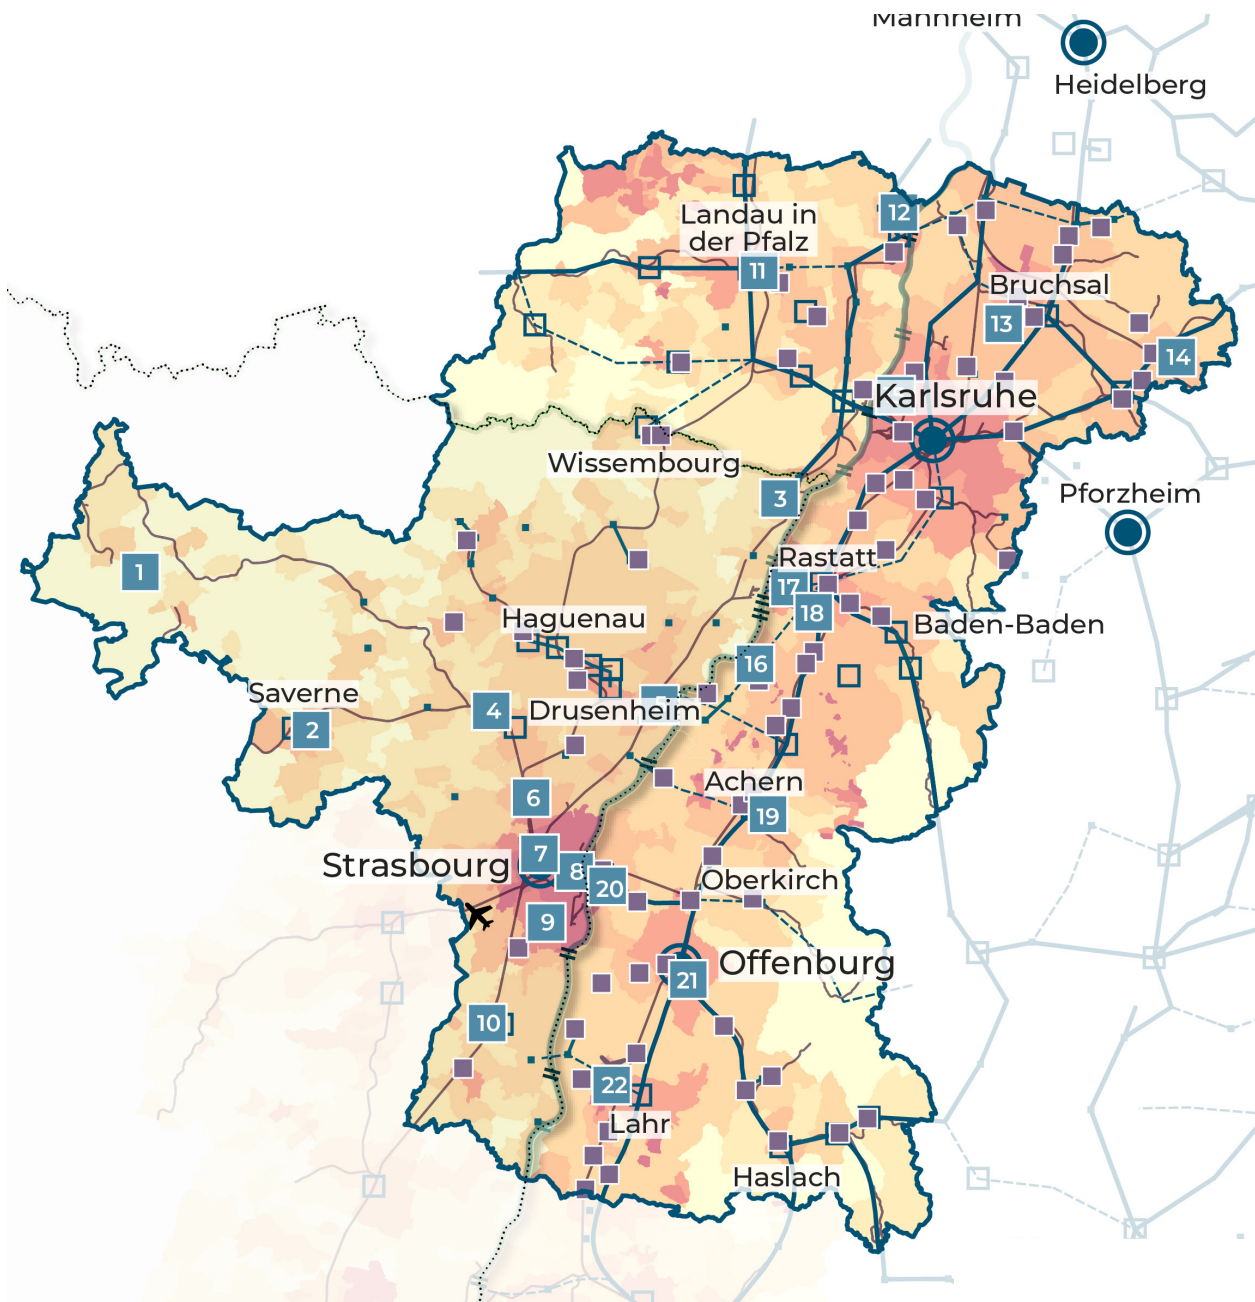 Mannheim
Heidelberg
12
Landau in
der Pfalz
11
Bruchsal
13
14
Karlsruhe
Wissembourg
3
Pforzheim
1
Rastatt
17
18
Haguenau
Baden-Baden
16
Saverne
2
4
Drusenheim
Achern
6
19
7
Strasbourg
8
20
Oberkirch
9
Offenburg
21
10
22
Lahr
Haslach